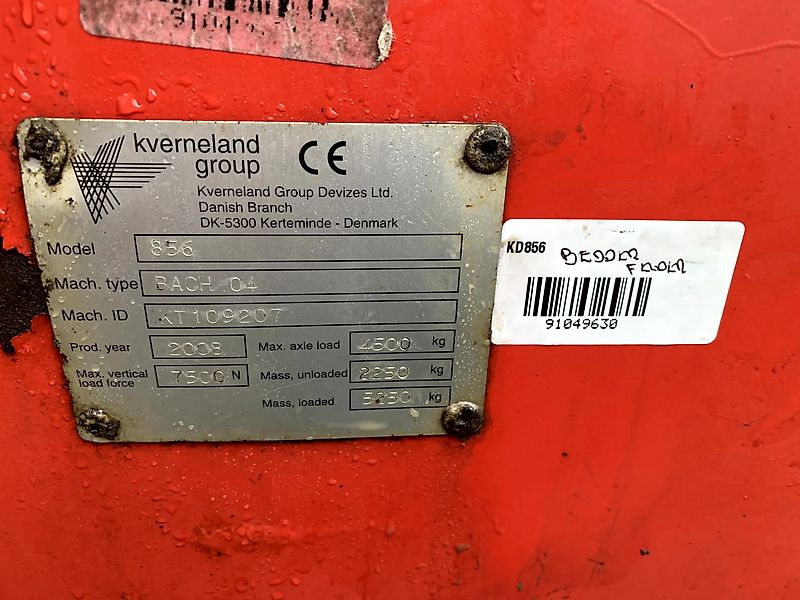 kverneland
group
CE
Kverneland Group Devizes Ltd.
Danish Branch
DK-5300 Kerteminde - Denmark
Model 856
Mach. type BACH 04
Mach. ID KT109207
Prod. year 2008
Max. axle load 4500 kg
Max. vertical
load force 7500 N
Mass, unloaded 2250 kg
Mass, loaded 5250 kg
KD856
91049630